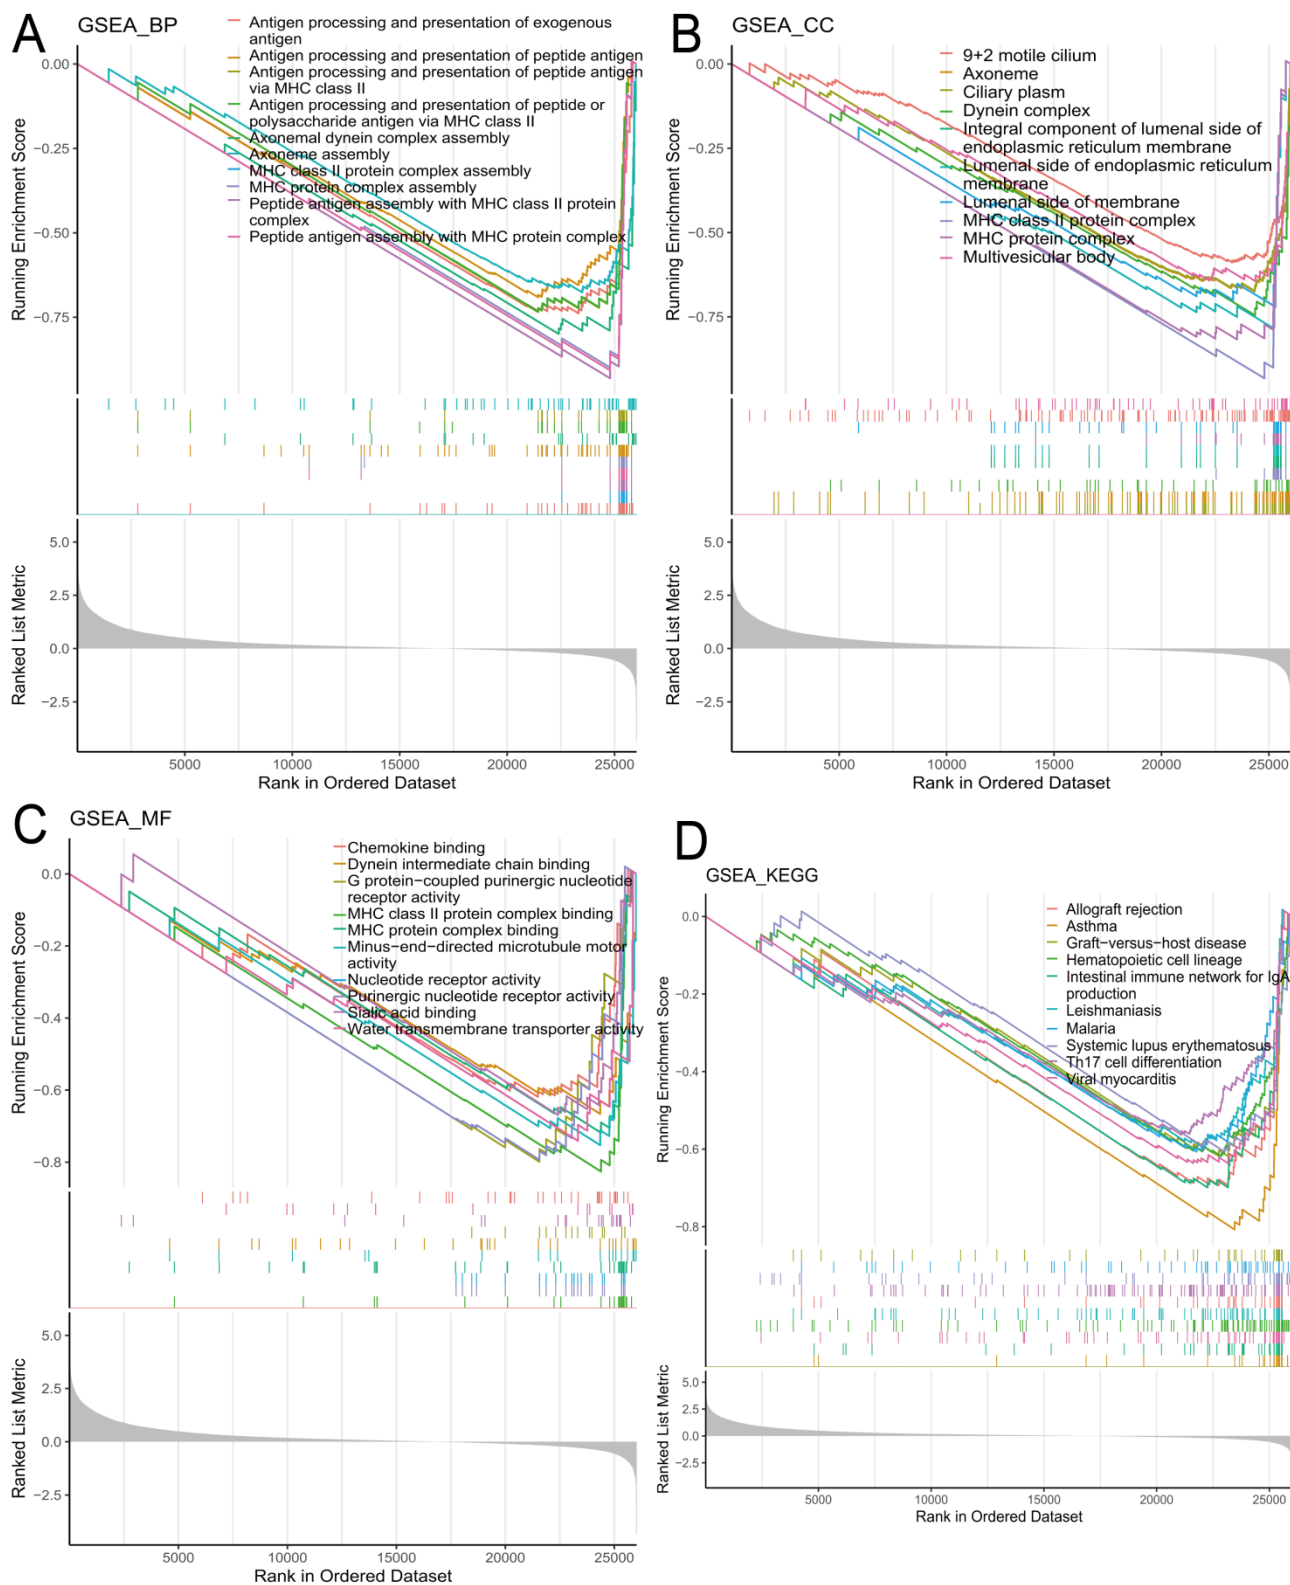 A
GSEA_BP
Antigen processing and presentation of exogenous
antigen
Antigen processing and presentation of peptide antigen
Antigen processing and presentation of peptide antigen
via MHC class II
Antigen processing and presentation of peptide or
polysaccharide antigen via MHC class II
Axonemal dynein complex assembly
Axoneme assembly
MHC class II protein complex assembly
MHC protein complex assembly
Peptide antigen assembly with MHC class II protein
complex
Peptide antigen assembly with MHC protein complex
Running Enrichment Score
0.00
−0.25
−0.50
−0.75
Ranked List Metric
5.0
2.5
0.0
−2.5
5000
10000
15000
20000
25000
Rank in Ordered Dataset
B
GSEA_CC
9+2 motile cilium
Axoneme
Ciliary plasm
Dynein complex
Integral component of lumenal side of
endoplasmic reticulum membrane
Lumenal side of endoplasmic reticulum
membrane
Lumenal side of membrane
MHC class II protein complex
MHC protein complex
Multivesicular body
Running Enrichment Score
0.00
−0.25
−0.50
−0.75
Ranked List Metric
5.0
2.5
0.0
−2.5
5000
10000
15000
20000
25000
Rank in Ordered Dataset
C
GSEA_MF
Chemokine binding
Dynein intermediate chain binding
G protein−coupled purinergic nucleotide
receptor activity
MHC class II protein complex binding
MHC protein complex binding
Minus−end−directed microtubule motor
activity
Nucleotide receptor activity
Purinergic nucleotide receptor activity
Sialic acid binding
Water transmembrane transporter activity
Running Enrichment Score
0.0
−0.2
−0.4
−0.6
−0.8
Ranked List Metric
5.0
2.5
0.0
−2.5
5000
10000
15000
20000
25000
Rank in Ordered Dataset
D
GSEA_KEGG
Allograft rejection
Asthma
Graft−versus−host disease
Hematopoietic cell lineage
Intestinal immune network for IgA
production
Leishmaniasis
Malaria
Systemic lupus erythematosus
Th17 cell differentiation
Viral myocarditis
Running Enrichment Score
0.0
−0.2
−0.4
−0.6
−0.8
Ranked List Metric
5.0
2.5
0.0
−2.5
5000
10000
15000
20000
25000
Rank in Ordered Dataset